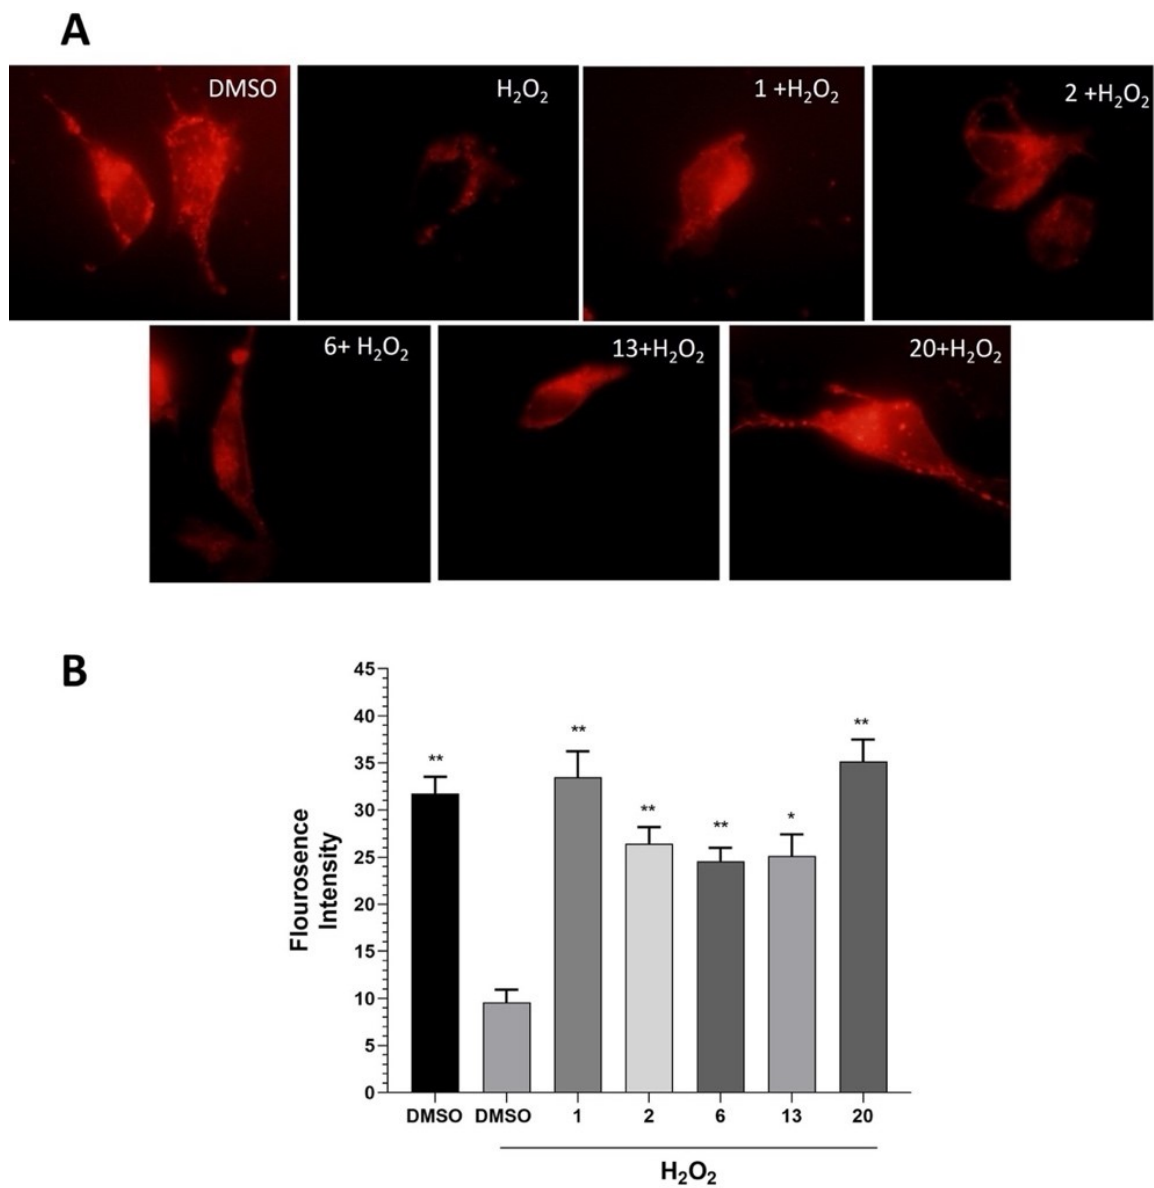 A
DMSO
H₂O₂
1 +H₂O₂
2 +H₂O₂
6+ H₂O₂
13+H₂O₂
20+H₂O₂
B
Flourosence
Intensity
45
40
35
30
25
20
15
10
5
0
**
**
**
**
*
**
DMSO DMSO 1 2 6 13 20
H₂O₂